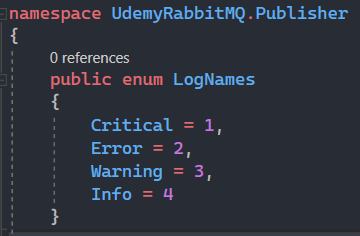 namespace UdemyRabbitMQ.Publisher
{
0 references
public enum LogNames
{
Critical = 1,
Error = 2,
Warning = 3,
Info = 4
}